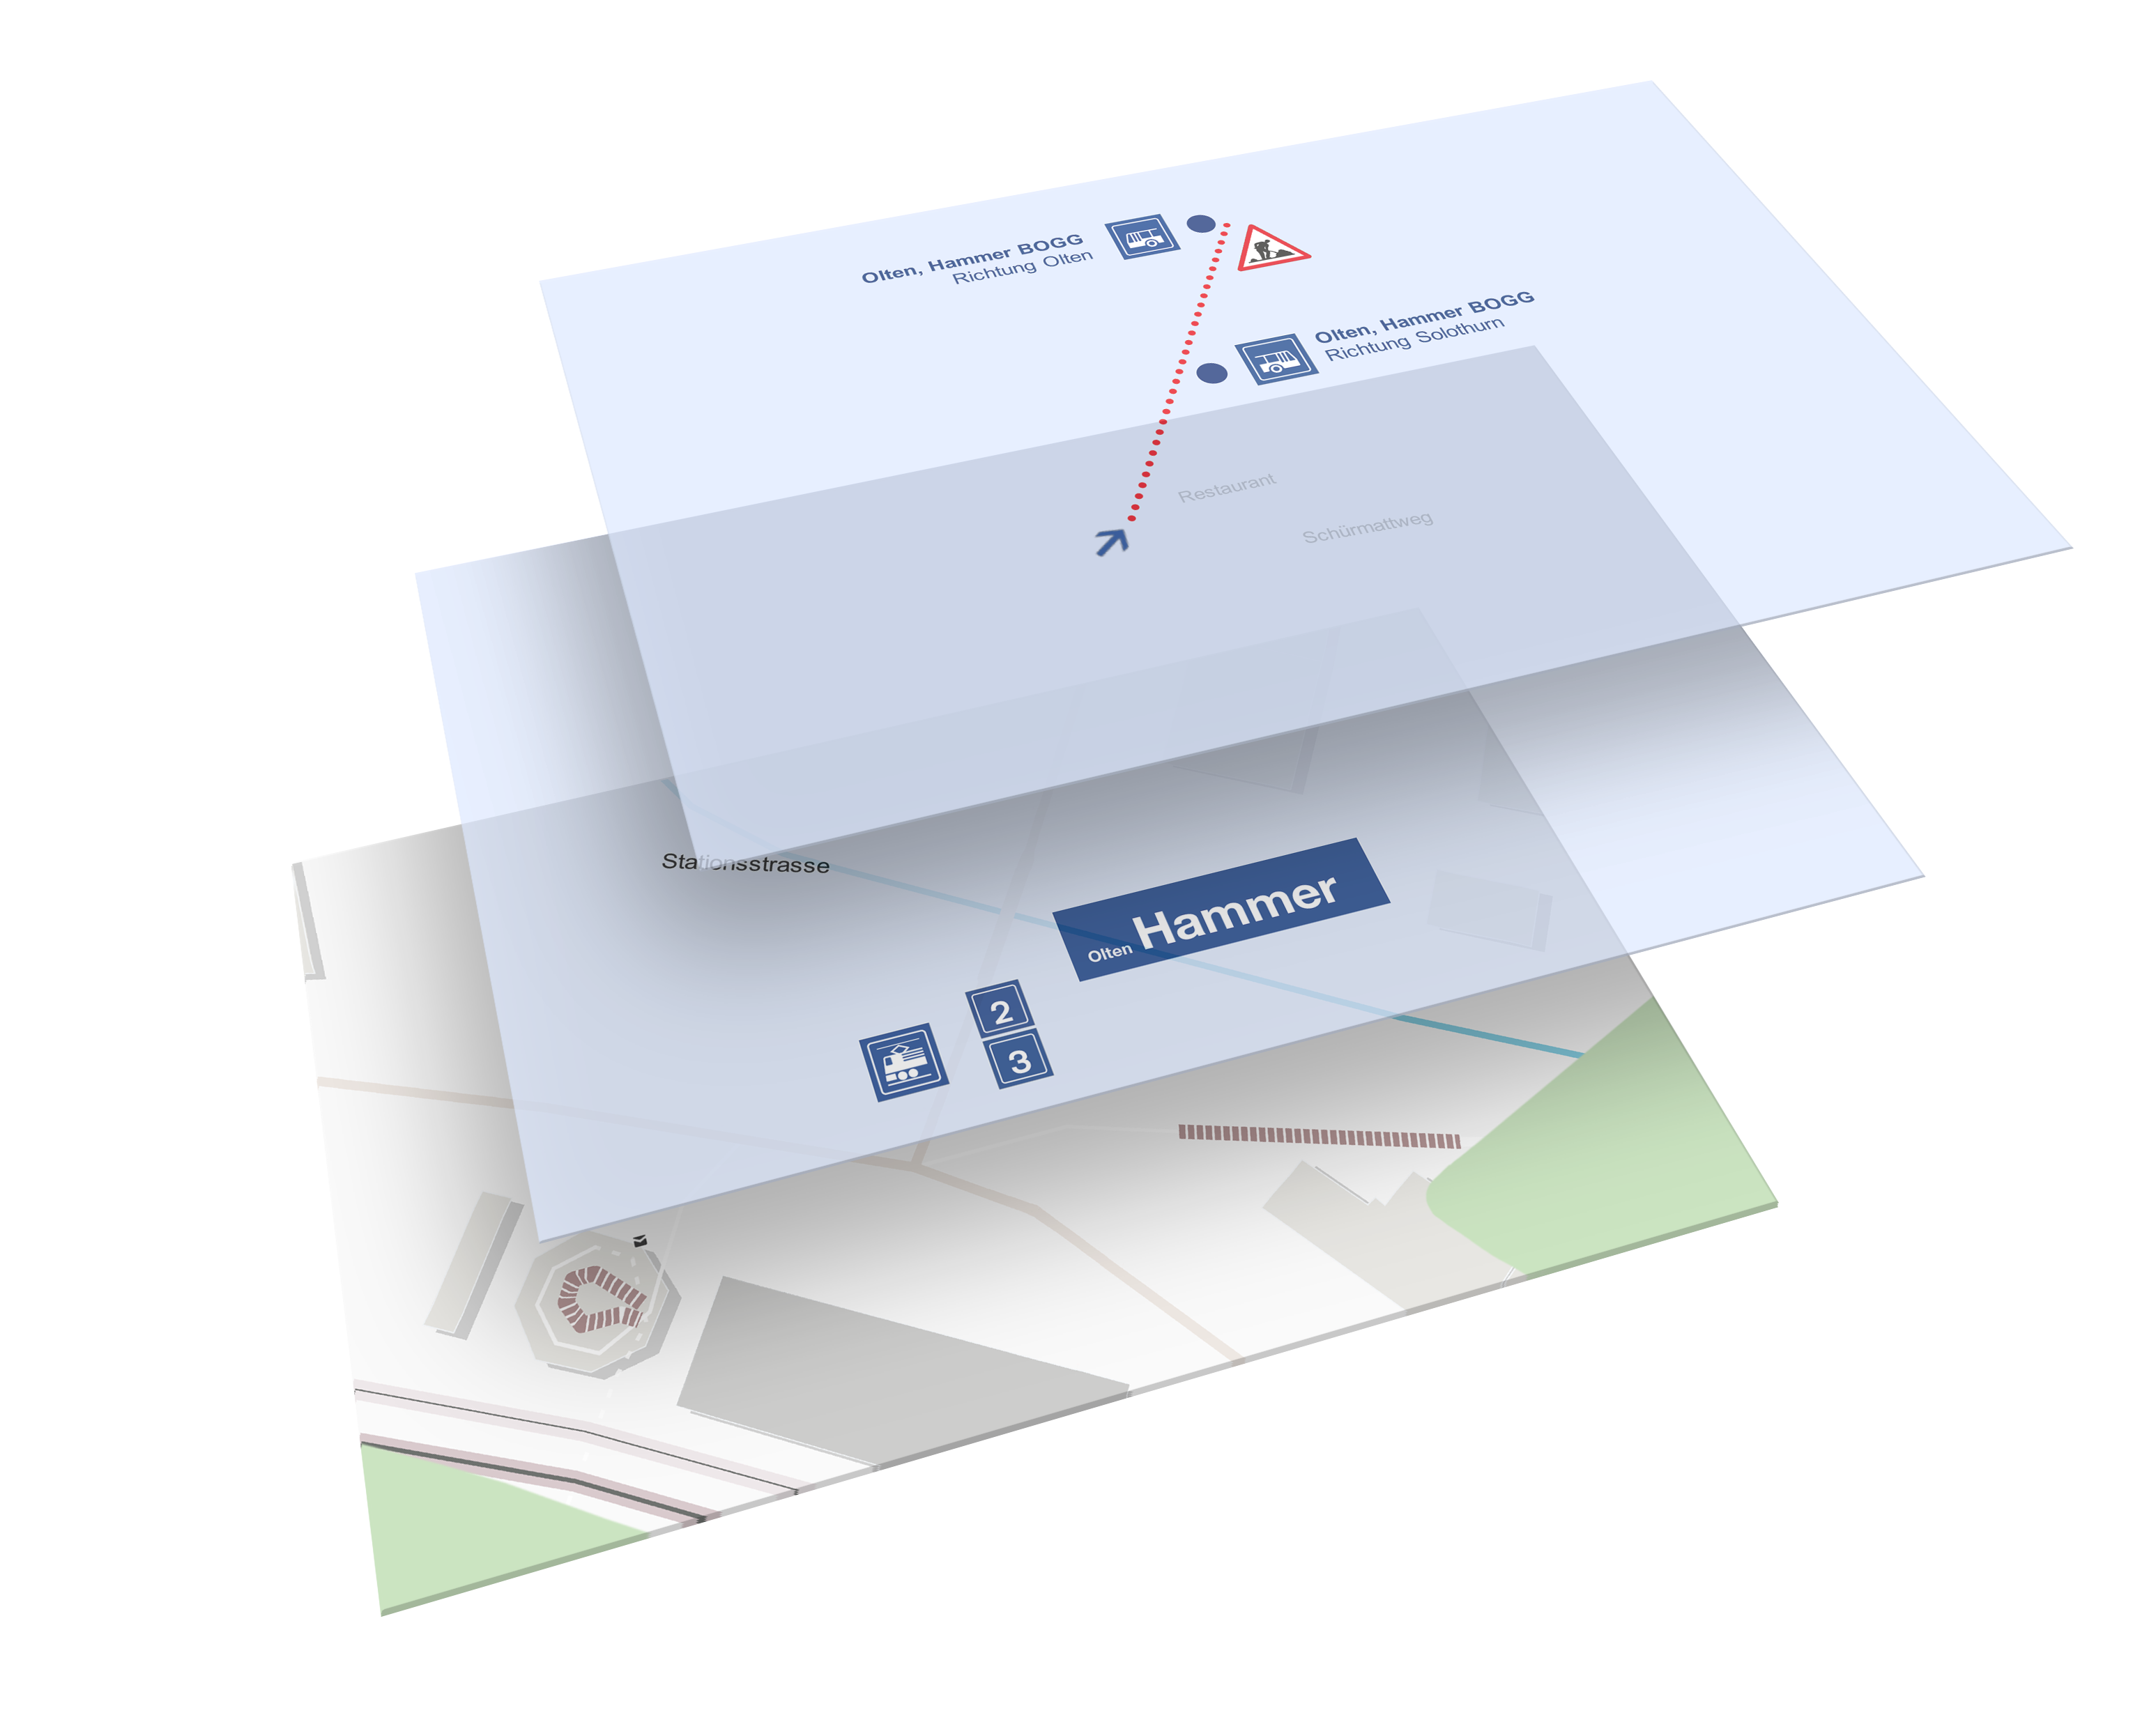 Olten, Hammer BOGG
Richtung Olten
Olten, Hammer BOGG
Richtung Solothurn
Restaurant
Schürmattweg
Stationsstrasse
Olten Hammer
2
3